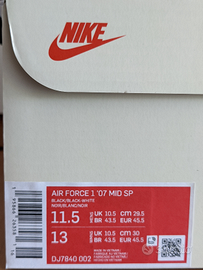 NIKE
AIR FORCE 1 '07 MID SP
BLACK/BLACK-WHITE
NOIR/BLANC/NOIR
11.5 UK 10.5 CM 29.5
BR 43.5 EUR 45.5
13 UK 10.5 CM 30
BR 43.5 EUR 45.5
DJ7840 002